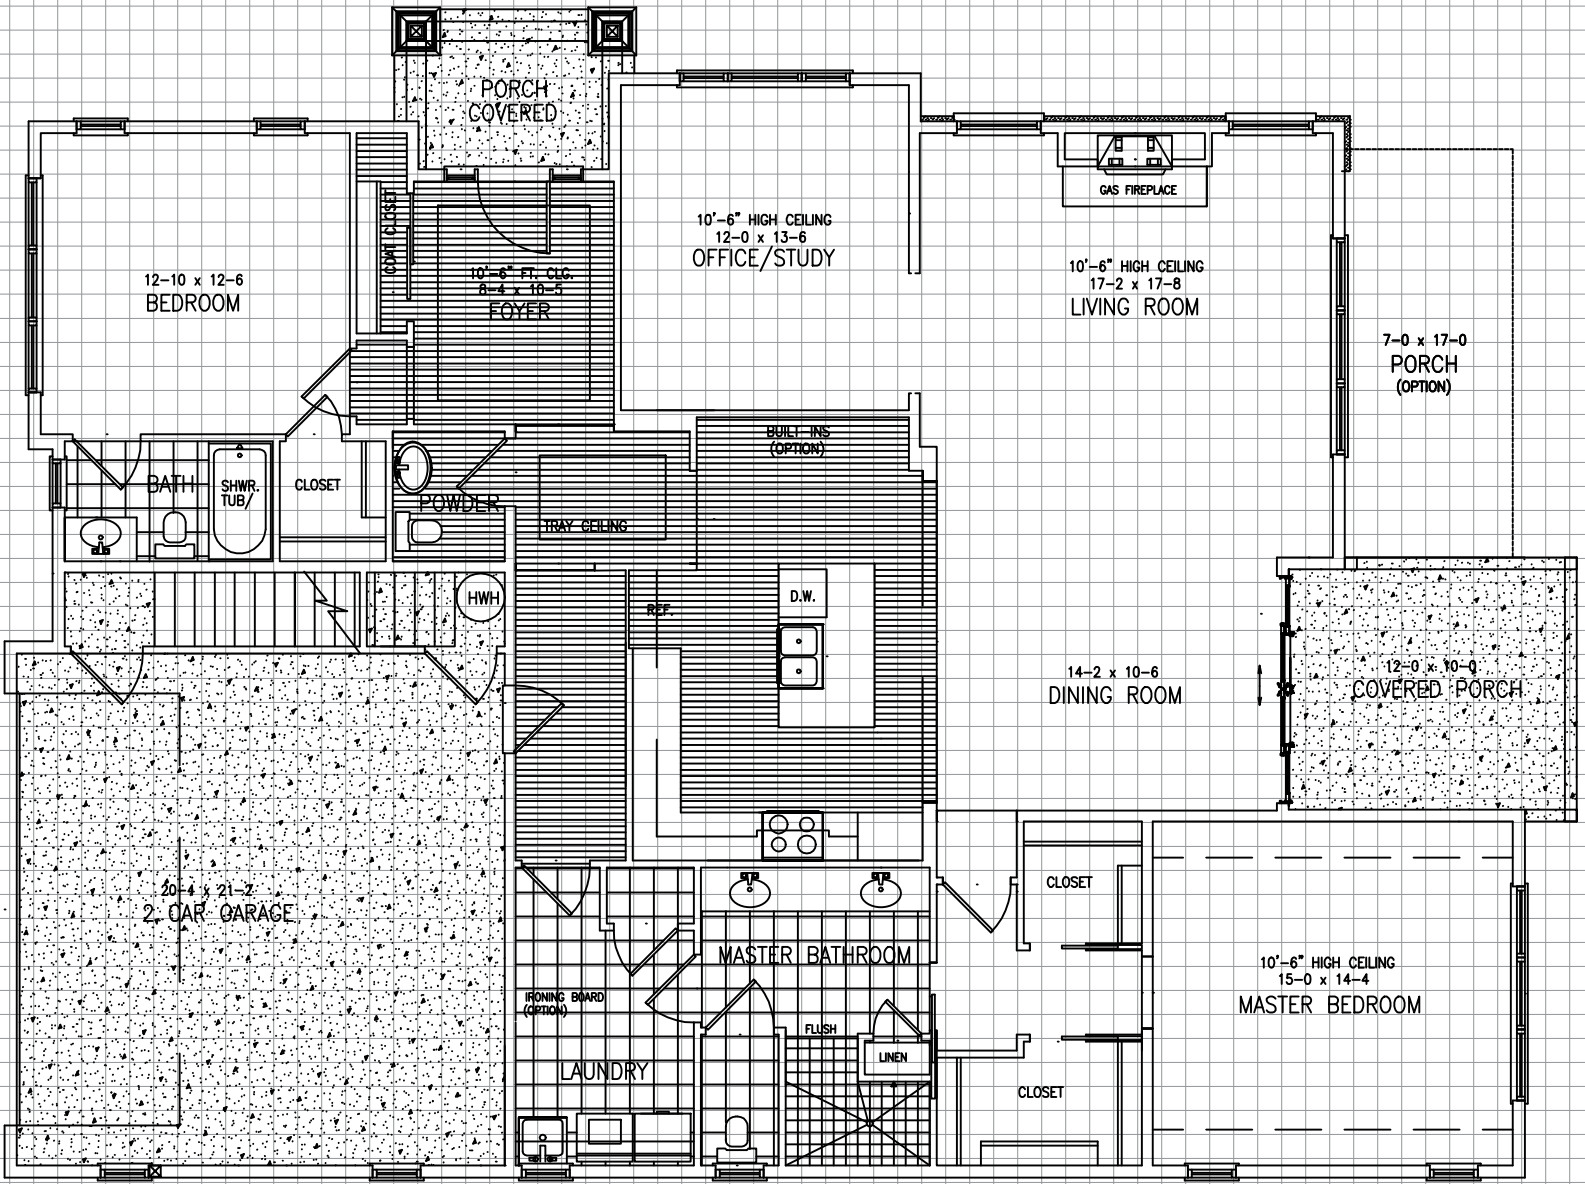 PORCH
COVERED
10'-6" HIGH CEILING
12-0 x 13-6
OFFICE/STUDY
GAS FIREPLACE
COAT CLOSET
12-10 x 12-6
BEDROOM
10'-6" FT. CLG.
8-4 x 10-5
FOYER
10'-6" HIGH CEILING
17-2 x 17-8
LIVING ROOM
7-0 x 17-0
PORCH
(OPTION)
BUILT-INS
(OPTION)
BATH
SHWR.
TUB/
CLOSET
POWDER
TRAY CEILING
HWH
REF.
D.W.
14-2 x 10-6
DINING ROOM
12-0 x 10-0
COVERED PORCH
20-4 x 21-2
2 CAR GARAGE
CLOSET
MASTER BATHROOM
IRONING BOARD
(OPTION)
FLUSH
LINEN
LAUNDRY
CLOSET
10'-6" HIGH CEILING
15-0 x 14-4
MASTER BEDROOM